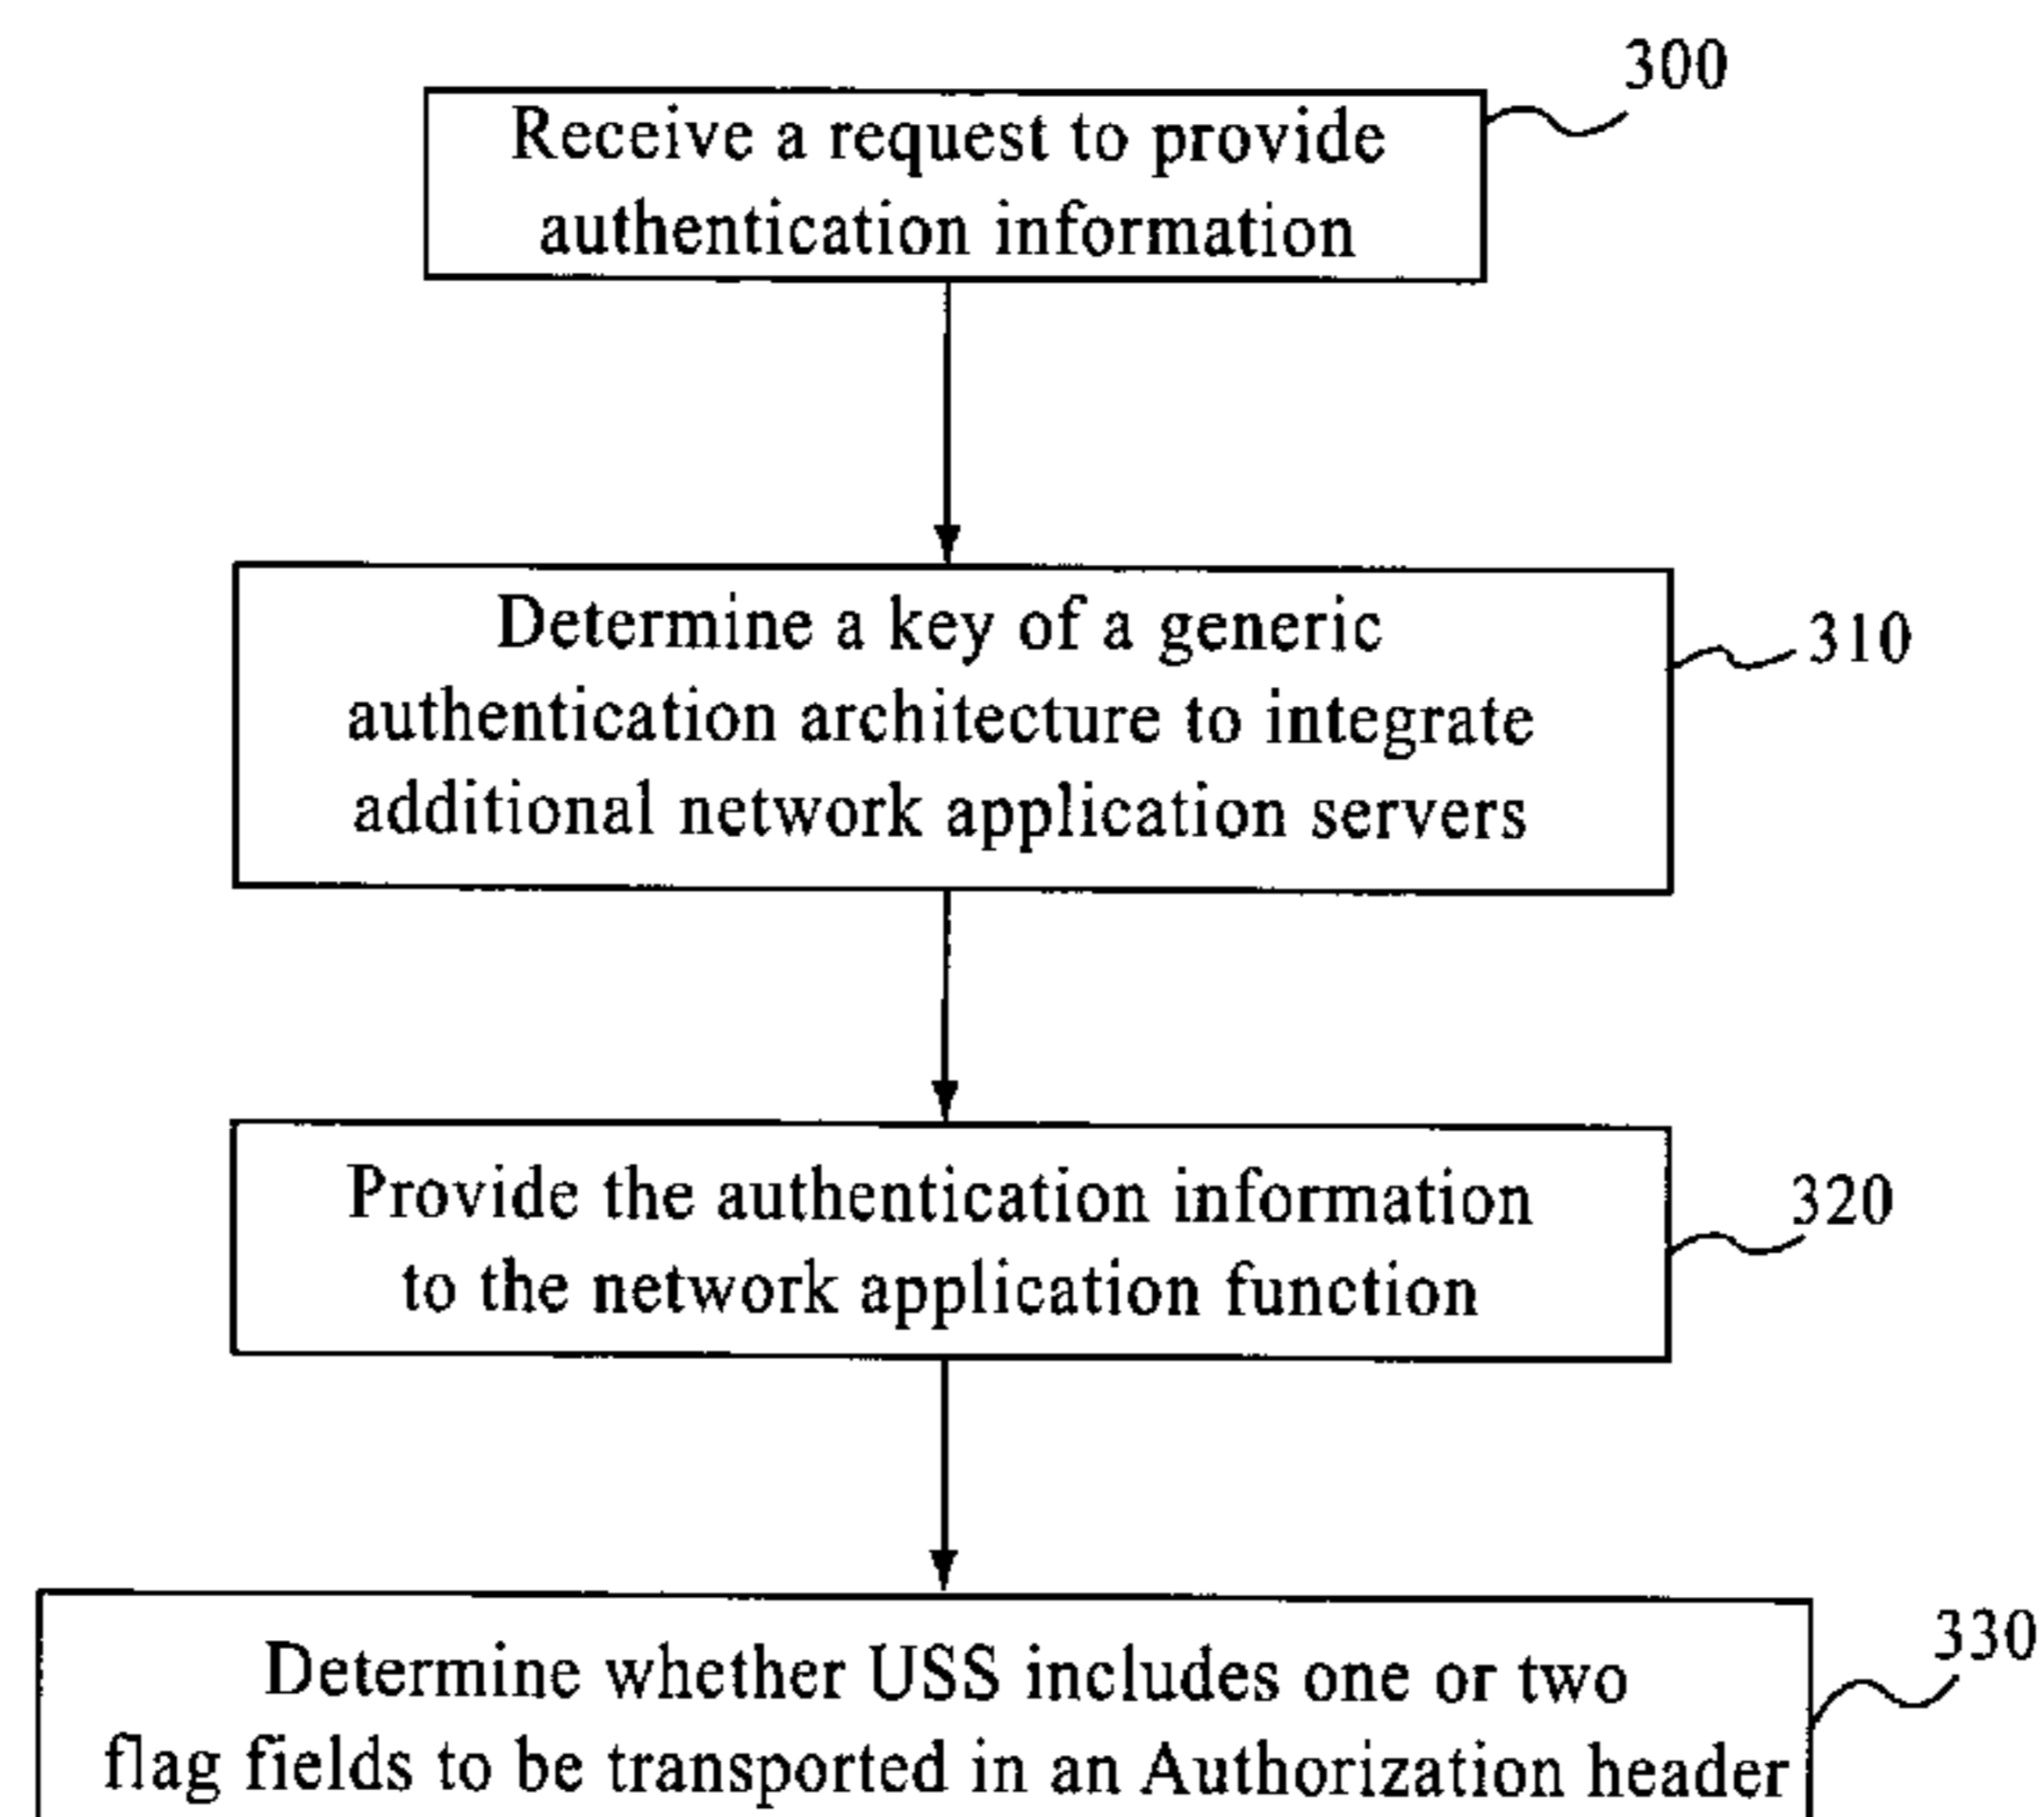 300
Receive a request to provide
authentication information
Determine a key of a generic
authentication architecture to integrate
additional network application servers
310
Provide the authentication information
to the network application function
320
330
Determine whether USS includes one or two
flag fields to be transported in an Authorization header